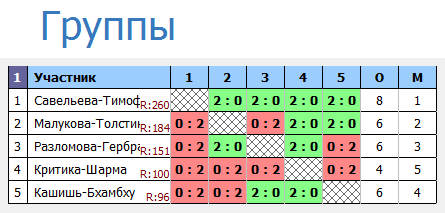 Группы
1 Участник 1 2 3 4 5 О М
1 Савельева-Тимоф R:260 2 : 0 2 : 0 2 : 0 2 : 0 8 1
2 Малукова-Толсти R:184 0 : 2 0 : 2 2 : 0 2 : 0 6 2
3 Разломова-Гербра R:151 0 : 2 2 : 0 2 : 0 0 : 2 6 3
4 Критика-Шарма R:100 0 : 2 0 : 2 0 : 2 0 : 2 4 5
5 Кашишь-Бхамбху R:96 0 : 2 0 : 2 2 : 0 2 : 0 6 4